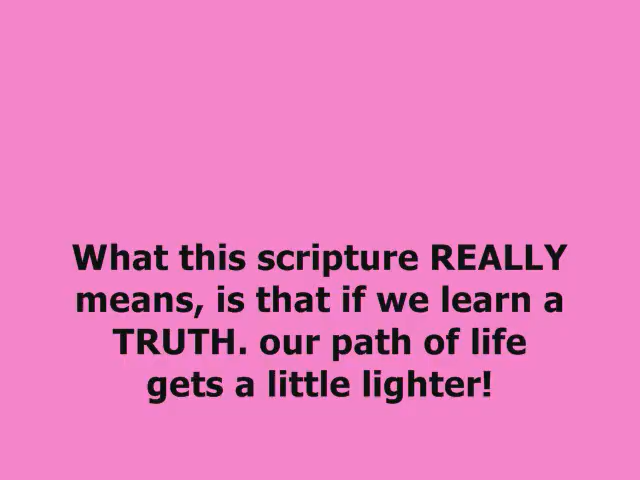 What this scripture REALLY
means, is that if we learn a
TRUTH. our path of life
gets a little lighter!